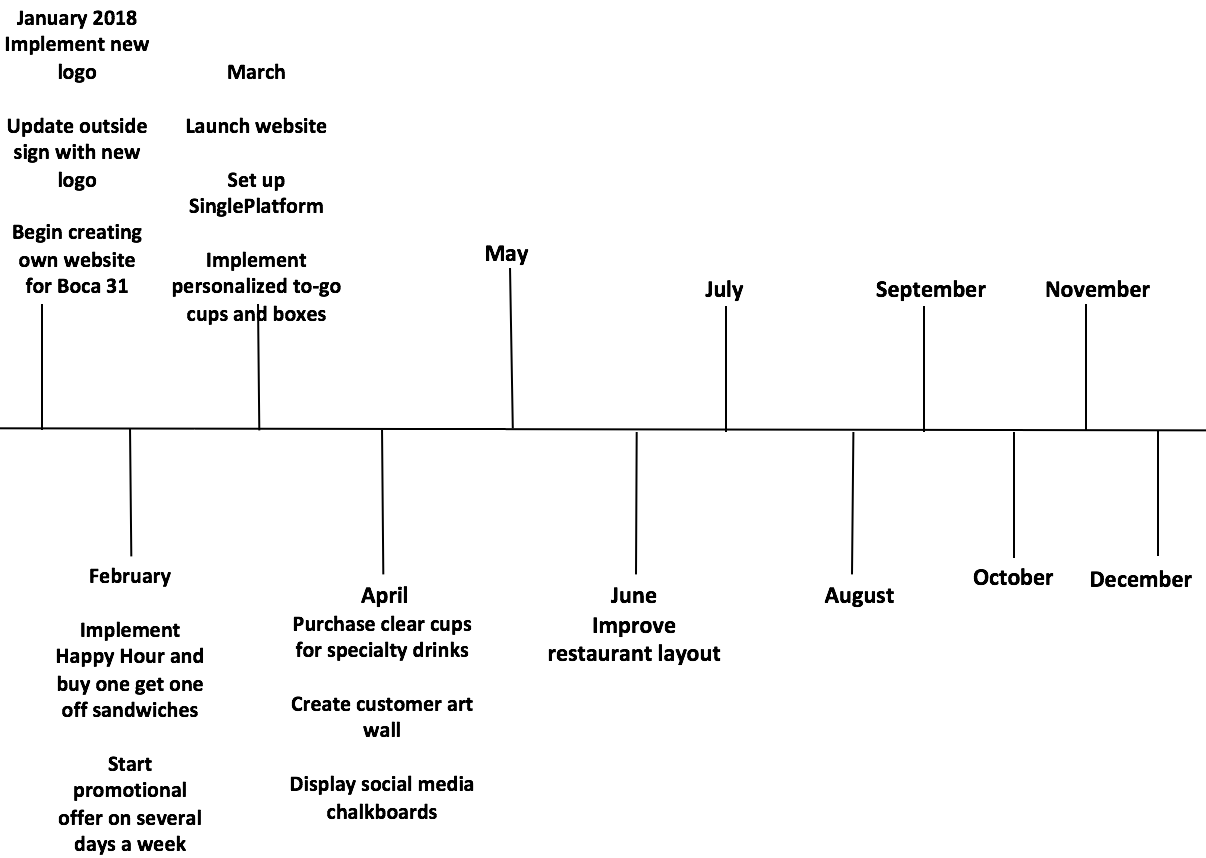 January 2018
Implement new
logo
Update outside
sign with new
logo
Begin creating
own website
for Boca 31
March
Launch website
Set up
SinglePlatform
Implement
personalized to-go
cups and boxes
May
July
September
November
February
Implement
Happy Hour and
buy one get one
off sandwiches
Start
promotional
offer on several
days a week
April
Purchase clear cups
for specialty drinks
Create customer art
wall
Display social media
chalkboards
June
Improve
restaurant layout
August
October
December